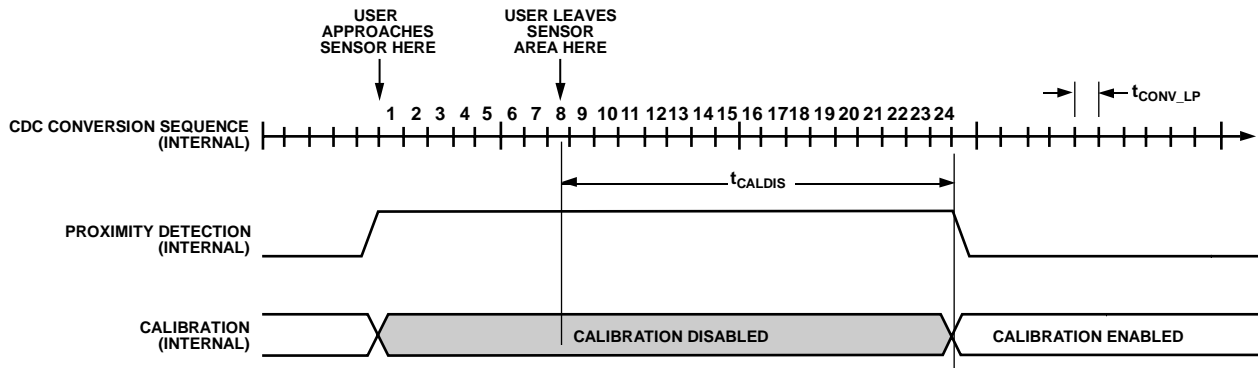 USER
APPROACHES
SENSOR HERE
USER LEAVES
SENSOR
AREA HERE
tCONV_LP
1 2 3 4 5 6 7 8 9 10 11 12 13 14 15 16 17 18 19 20 21 22 23 24
CDC CONVERSION SEQUENCE
(INTERNAL)
tCALDIS
PROXIMITY DETECTION
(INTERNAL)
CALIBRATION
(INTERNAL)
CALIBRATION DISABLED
CALIBRATION ENABLED